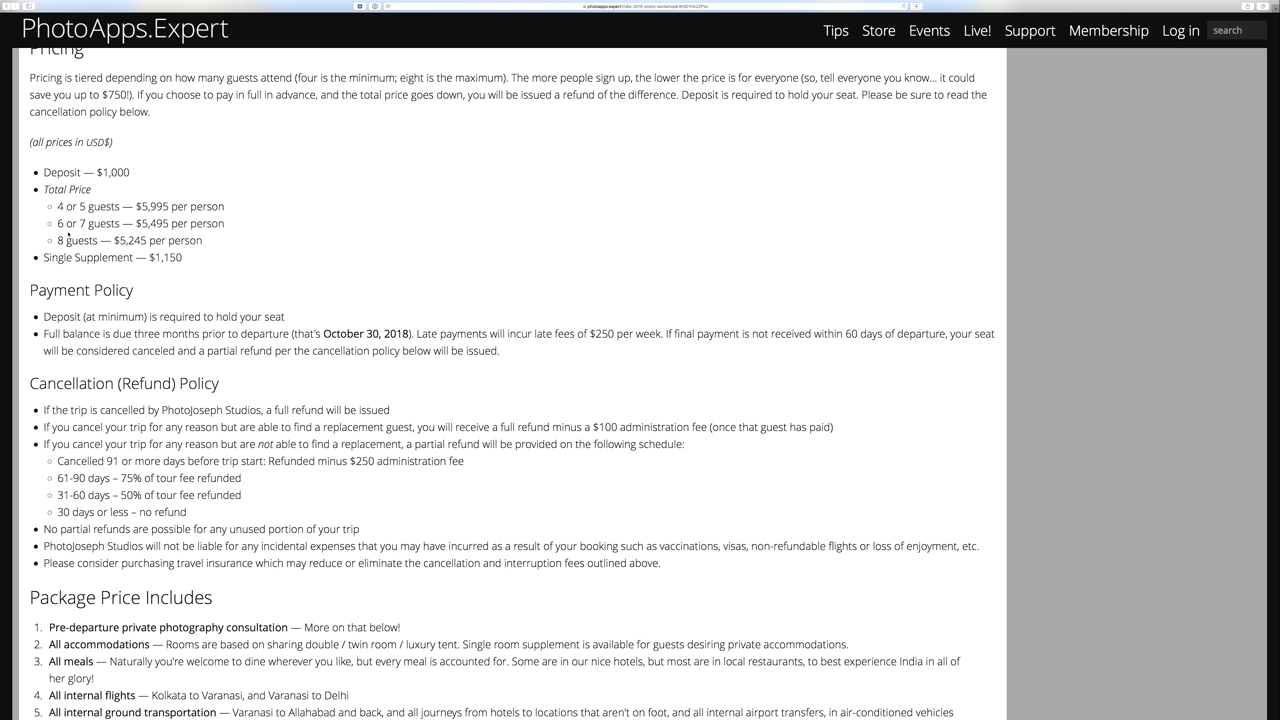 photoapps.expert/india-2019-photo-workshop#
PhotoApps.Expert
Tips Store Events Live! Support Membership Log in search
Pricing
Pricing is tiered depending on how many guests attend (four is the minimum; eight is the maximum). The more people sign up, the lower the price is for everyone (so, tell everyone you know... it could
save you up to $750!). If you choose to pay in full in advance, and the total price goes down, you will be issued a refund of the difference. Deposit is required to hold your seat. Please be sure to read the
cancellation policy below.
(all prices in USD$)
Deposit — $1,000
Total Price
4 or 5 guests — $5,995 per person
6 or 7 guests — $5,495 per person
8 guests — $5,245 per person
Single Supplement — $1,150
Payment Policy
Deposit (at minimum) is required to hold your seat
Full balance is due three months prior to departure (that's October 30, 2018). Late payments will incur late fees of $250 per week. If final payment is not received within 60 days of departure, your seat
will be considered canceled and a partial refund per the cancellation policy below will be issued.
Cancellation (Refund) Policy
If the trip is cancelled by PhotoJoseph Studios, a full refund will be issued
If you cancel your trip for any reason but are able to find a replacement guest, you will receive a full refund minus a $100 administration fee (once that guest has paid)
If you cancel your trip for any reason but are not able to find a replacement, a partial refund will be provided on the following schedule:
Cancelled 91 or more days before trip start: Refunded minus $250 administration fee
61-90 days – 75% of tour fee refunded
31-60 days – 50% of tour fee refunded
30 days or less – no refund
No partial refunds are possible for any unused portion of your trip
PhotoJoseph Studios will not be liable for any incidental expenses that you may have incurred as a result of your booking such as vaccinations, visas, non-refundable flights or loss of enjoyment, etc.
Please consider purchasing travel insurance which may reduce or eliminate the cancellation and interruption fees outlined above.
Package Price Includes
1. Pre-departure private photography consultation — More on that below!
2. All accommodations — Rooms are based on sharing double / twin room / luxury tent. Single room supplement is available for guests desiring private accommodations.
3. All meals — Naturally you're welcome to dine wherever you like, but every meal is accounted for. Some are in our nice hotels, but most are in local restaurants, to best experience India in all of
her glory!
4. All internal flights — Kolkata to Varanasi, and Varanasi to Delhi
5. All internal ground transportation — Varanasi to Allahabad and back, and all journeys from hotels to locations that aren't on foot, and all internal airport transfers, in air-conditioned vehicles